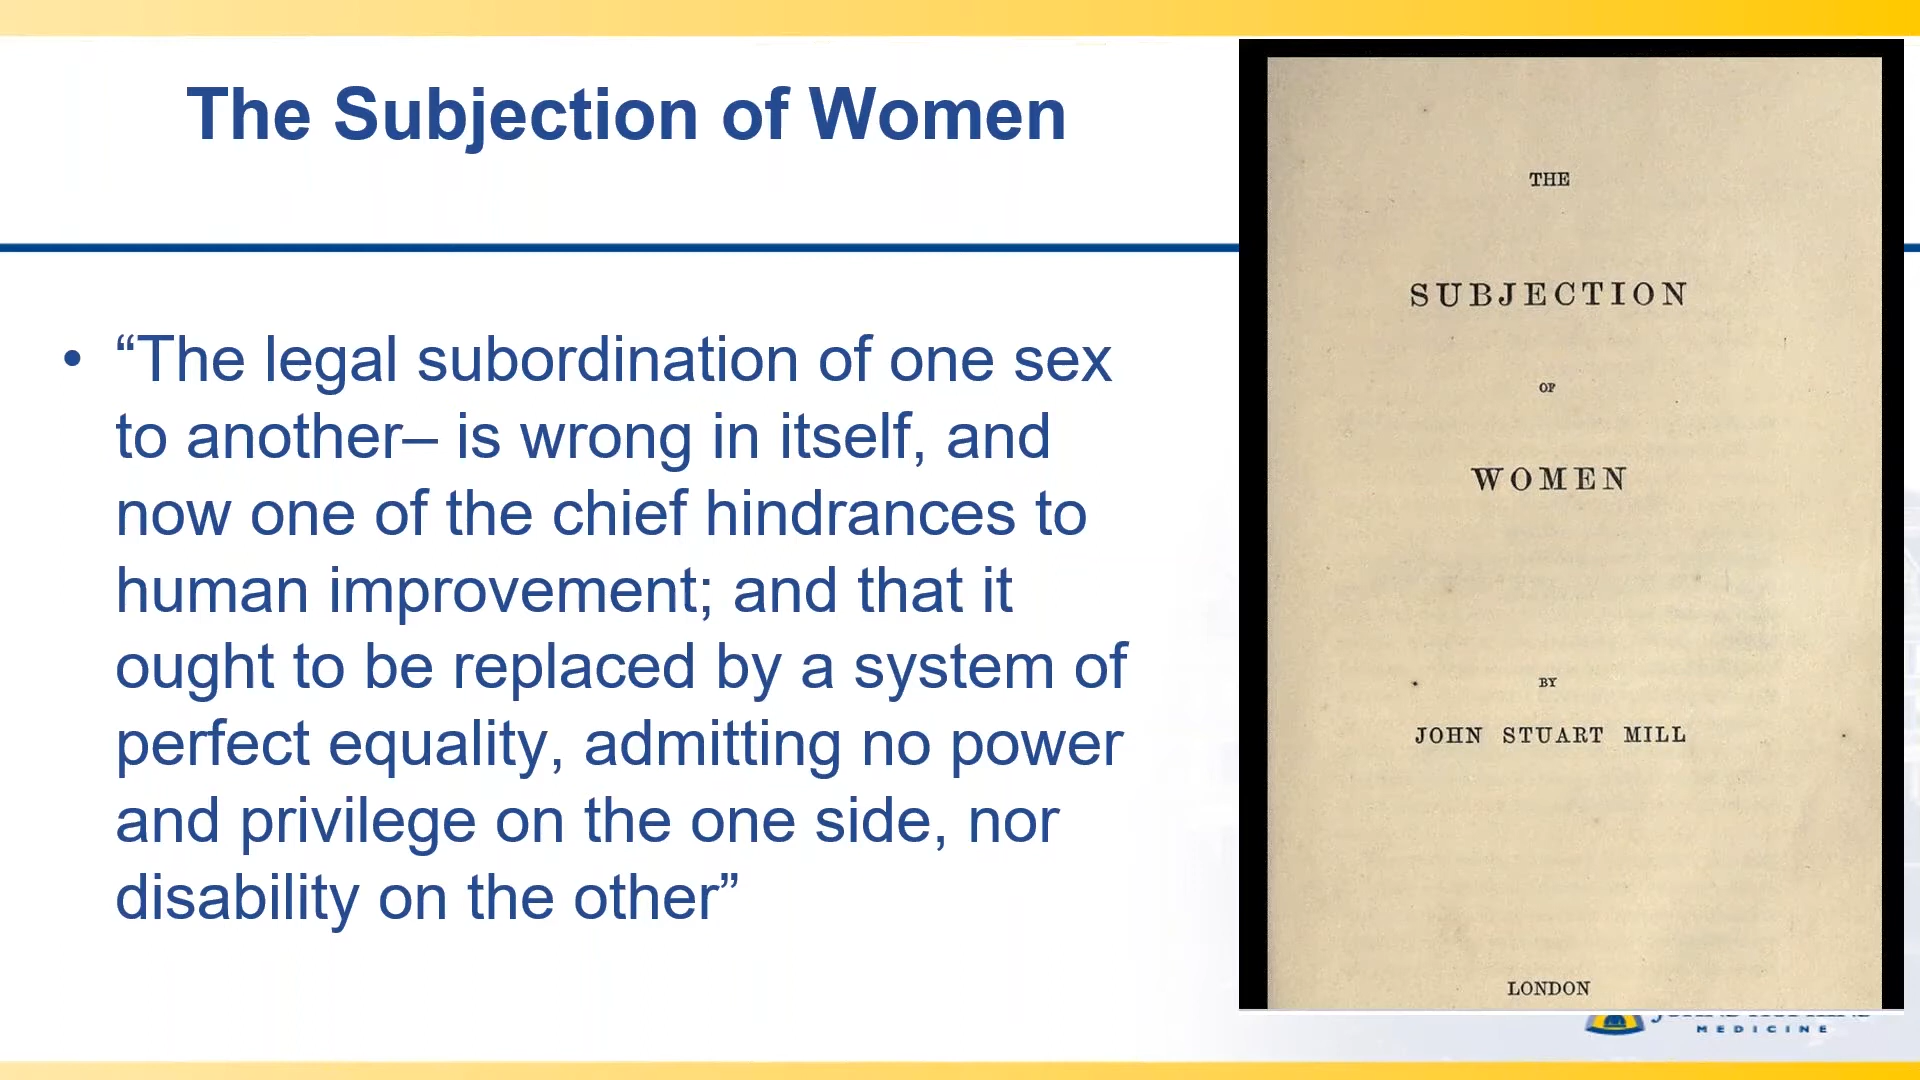 The Subjection of Women
• “The legal subordination of one sex
to another– is wrong in itself, and
now one of the chief hindrances to
human improvement; and that it
ought to be replaced by a system of
perfect equality, admitting no power
and privilege on the one side, nor
disability on the other”
THE
SUBJECTION
OF
WOMEN
BY
JOHN STUART MILL
LONDON
MEDICINE